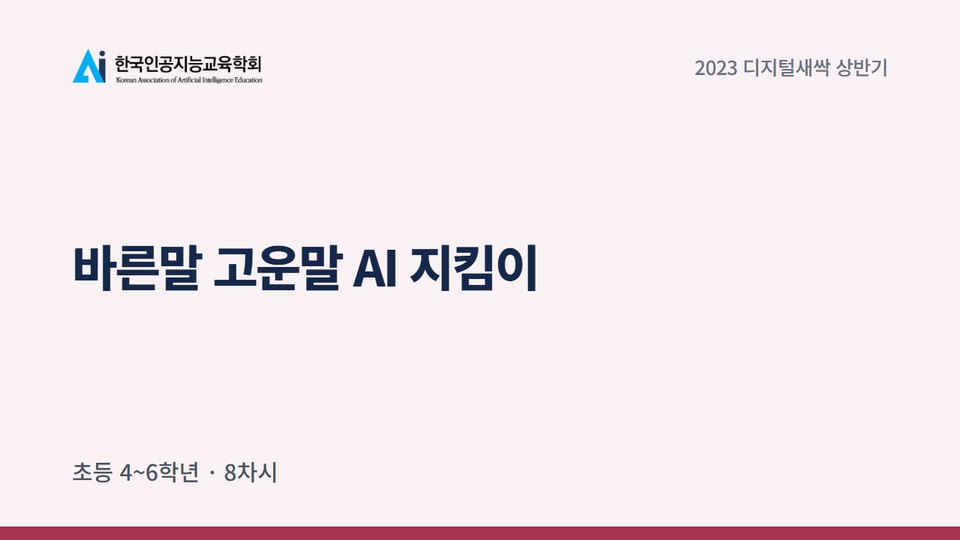 한국인공지능교육학회
Korean Association of Artificial Intelligence Education
2023 디지털새싹 상반기
바른말 고운말 AI 지킴이
초등 4~6학년 · 8차시